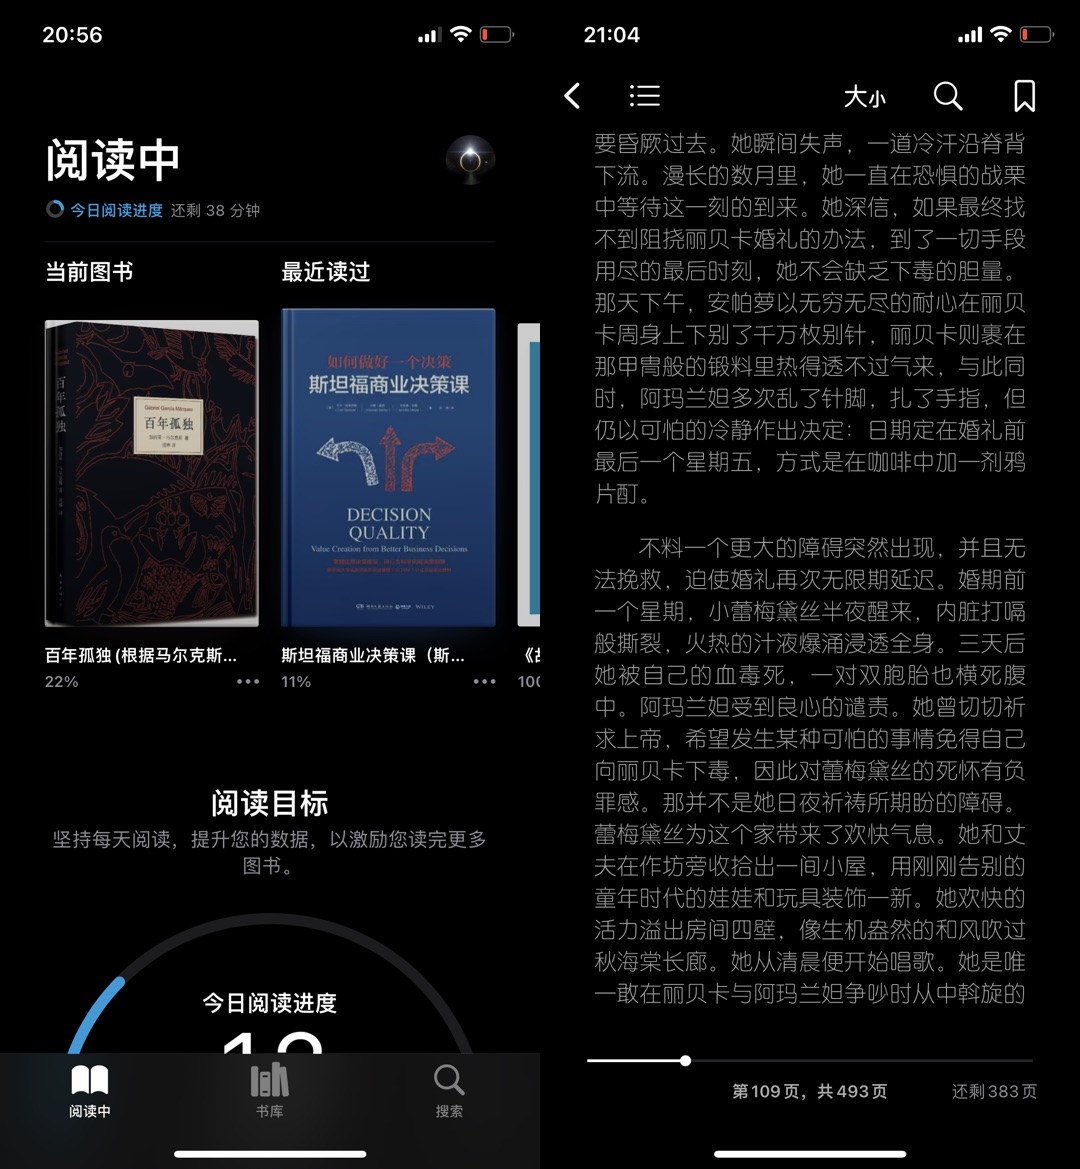 20:56
阅读中
今日阅读进度 还剩 38 分钟
当前图书
最近读过
百年孤独
Gabriel García Márquez
百年孤独
如何做好一个决策
斯坦福商业决策课
DECISION
QUALITY
Value Creation from Better Business Decisions
WILEY
百年孤独 (根据马尔克斯...
22%
斯坦福商业决策课（斯...
11%
阅读目标
坚持每天阅读，提升您的数据，以激励您读完更多
图书。
今日阅读进度
阅读中
书库
搜索
21:04
大小
要昏厥过去。她瞬间失声，一道冷汗沿脊背
下流。漫长的数月里，她一直在恐惧的战栗
中等待这一刻的到来。她深信，如果最终找
不到阻挠丽贝卡婚礼的办法，到了一切手段
用尽的最后时刻，她不会缺乏下毒的胆量。
那天下午，安帕萝以无穷无尽的耐心在丽贝
卡周身上下别了千万枚别针，丽贝卡则裹在
那甲胄般的锻料里热得透不过气来，与此同
时，阿玛兰妲多次乱了针脚，扎了手指，但
仍以可怕的冷静作出决定：日期定在婚礼前
最后一个星期五，方式是在咖啡中加一剂鸦
片酊。
不料一个更大的障碍突然出现，并且无
法挽救，迫使婚礼再次无限期延迟。婚期前
一个星期，小蕾梅黛丝半夜醒来，内脏打嗝
般撕裂，火热的汁液爆涌浸透全身。三天后
她被自己的血毒死，一对双胞胎也横死腹
中。阿玛兰妲受到良心的谴责。她曾切切祈
求上帝，希望发生某种可怕的事情免得自己
向丽贝卡下毒，因此对蕾梅黛丝的死怀有负
罪感。那并不是她日夜祈祷所期盼的障碍。
蕾梅黛丝为这个家带来了欢快气息。她和丈
夫在作坊旁收拾出一间小屋，用刚刚告别的
童年时代的娃娃和玩具装饰一新。她欢快的
活力溢出房间四壁，像生机盎然的和风吹过
秋海棠长廊。她从清晨便开始唱歌。她是唯
一敢在丽贝卡与阿玛兰妲争吵时从中斡旋的
第109页，共493页
还剩383页